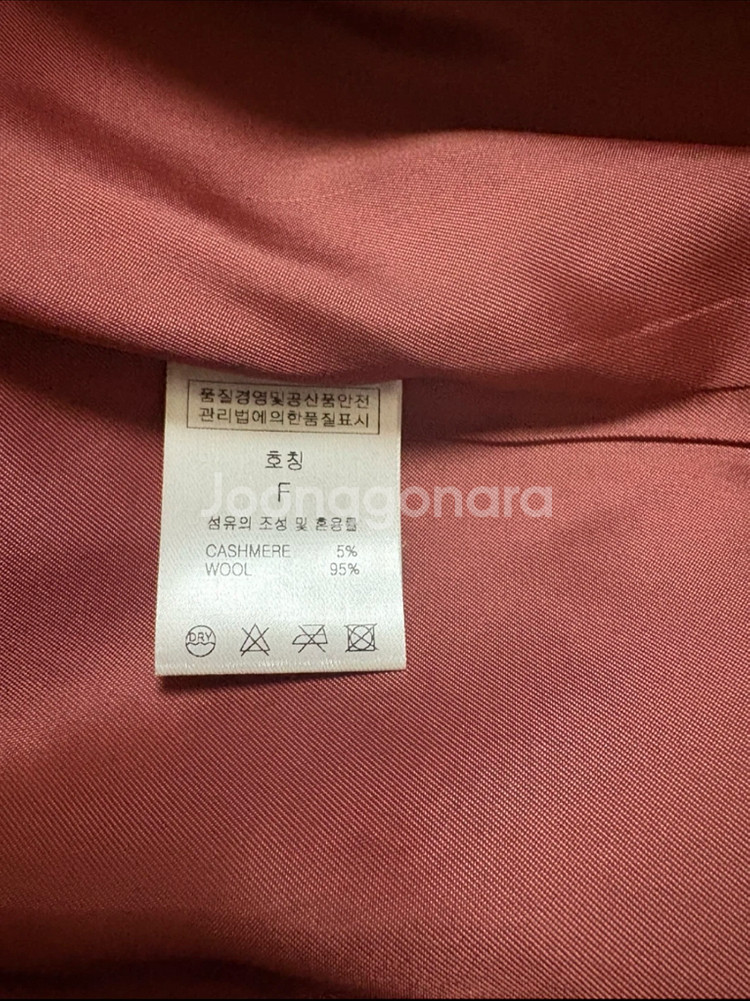 품질경영및공산품안전
관리법에의한품질표시
호칭
F
Joonagonara
섬유의 조성 및 혼용률
CASHMERE 5%
WOOL 95%
DRY